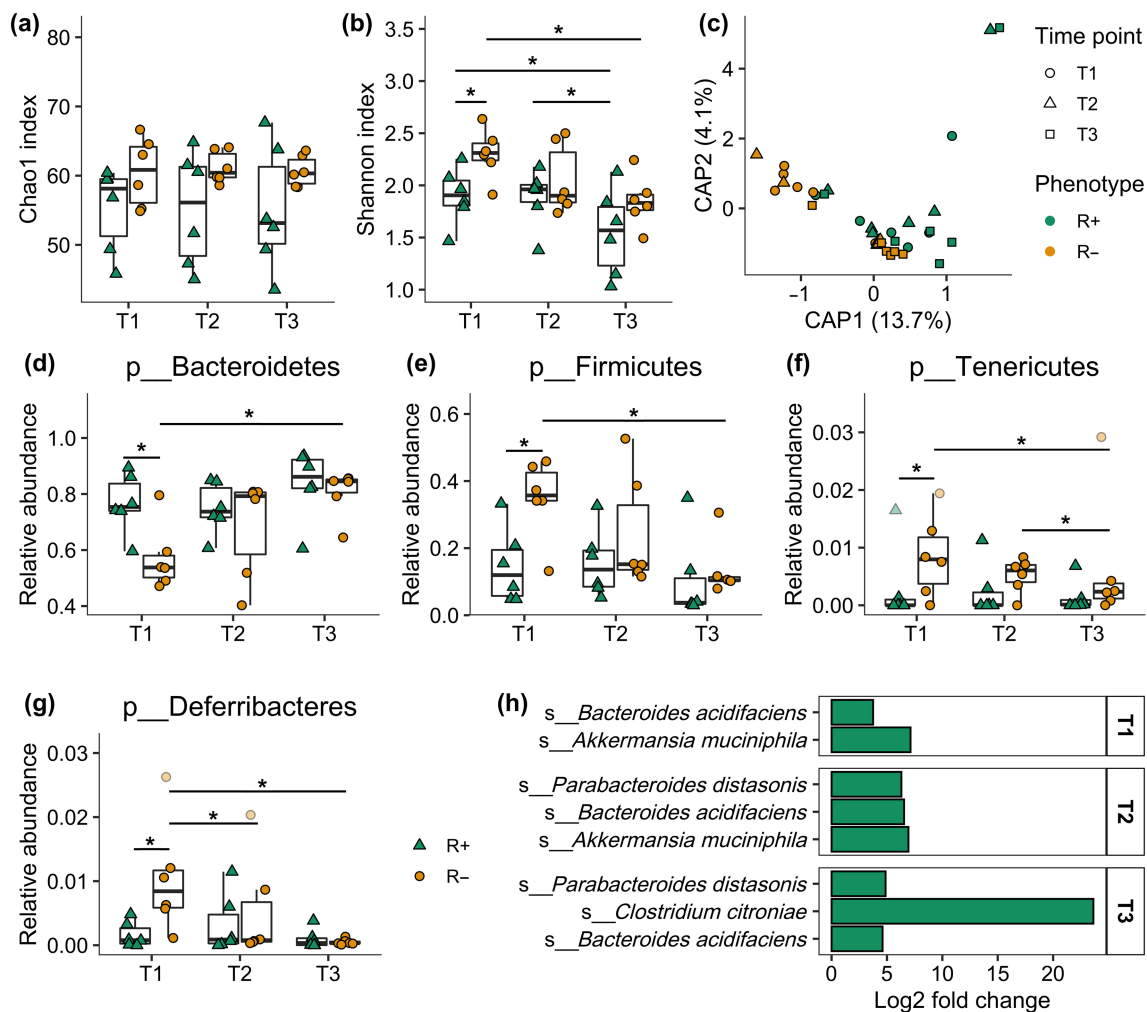 (a)
Chao1 index
80
70
60
50
T1 T2 T3
(b)
Shannon index
3.5
3.0
2.5
2.0
1.5
1.0
* * * *
T1 T2 T3
(c)
CAP2 (4.1%)
4
2
0
−1 0 1
CAP1 (13.7%)
Time point
T1
T2
T3
Phenotype
R+
R−
(d)
p__Bacteroidetes
Relative abundance
1.0
0.8
0.6
0.4
* *
T1 T2 T3
(e)
p__Firmicutes
Relative abundance
0.6
0.4
0.2
0.0
* *
T1 T2 T3
(f)
p__Tenericutes
Relative abundance
0.03
0.02
0.01
0.00
* * *
T1 T2 T3
(g)
p__Deferribacteres
Relative abundance
0.03
0.02
0.01
0.00
* * *
T1 T2 T3
R+
R−
(h)
s__Bacteroides acidifaciens
s__Akkermansia muciniphila
T1
s__Parabacteroides distasonis
s__Bacteroides acidifaciens
s__Akkermansia muciniphila
T2
s__Parabacteroides distasonis
s__Clostridium citroniae
s__Bacteroides acidifaciens
T3
0 5 10 15 20
Log2 fold change